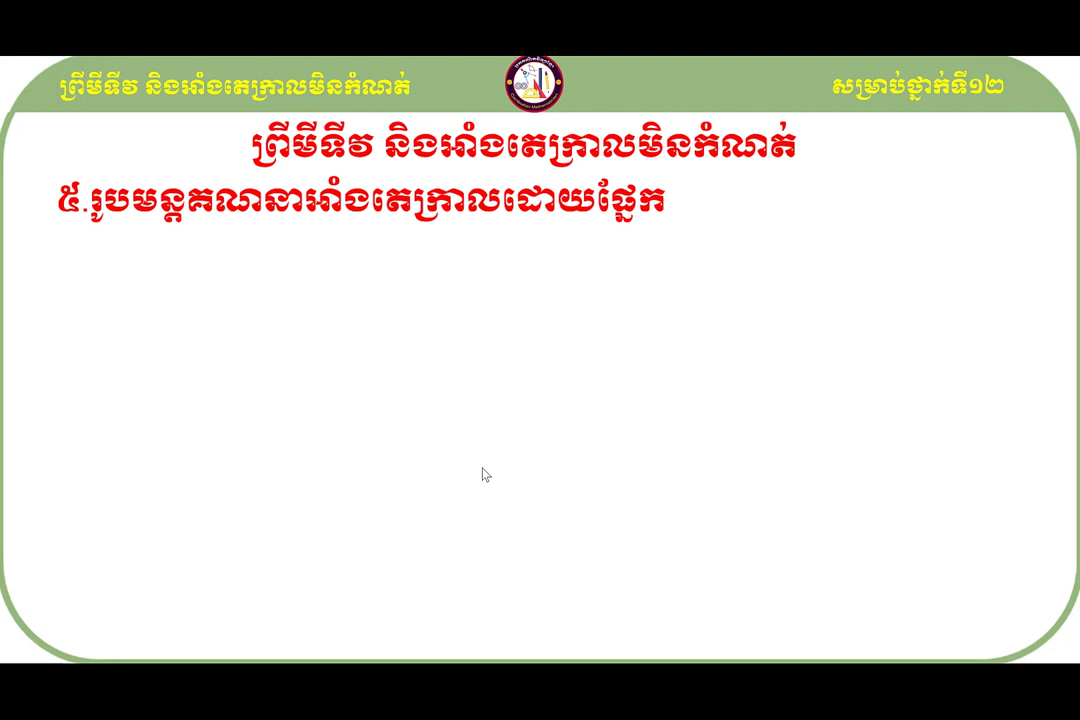 ព្រីមីទីវ និងអាំងតេក្រាលមិនកំណត់
សម្រាប់ថ្នាក់ទី១២
ព្រីមីទីវ និងអាំងតេក្រាលមិនកំណត់
៥.រូបមន្តគណនាអាំងតេក្រាលដោយផ្នែក